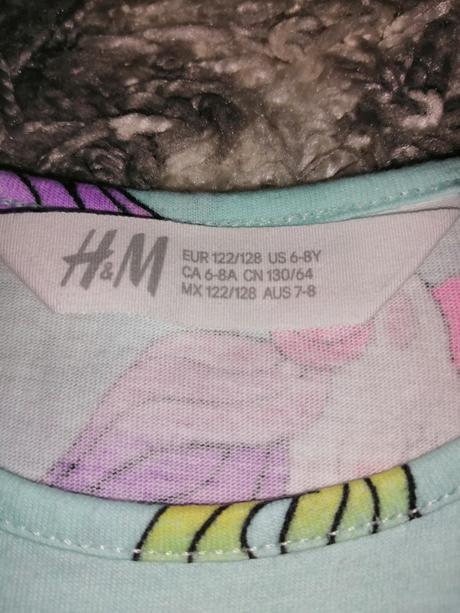 H&M
EUR 122/128 US 6-8Y
CA 6-8A CN 130/64
MX 122/128 AUS 7-8